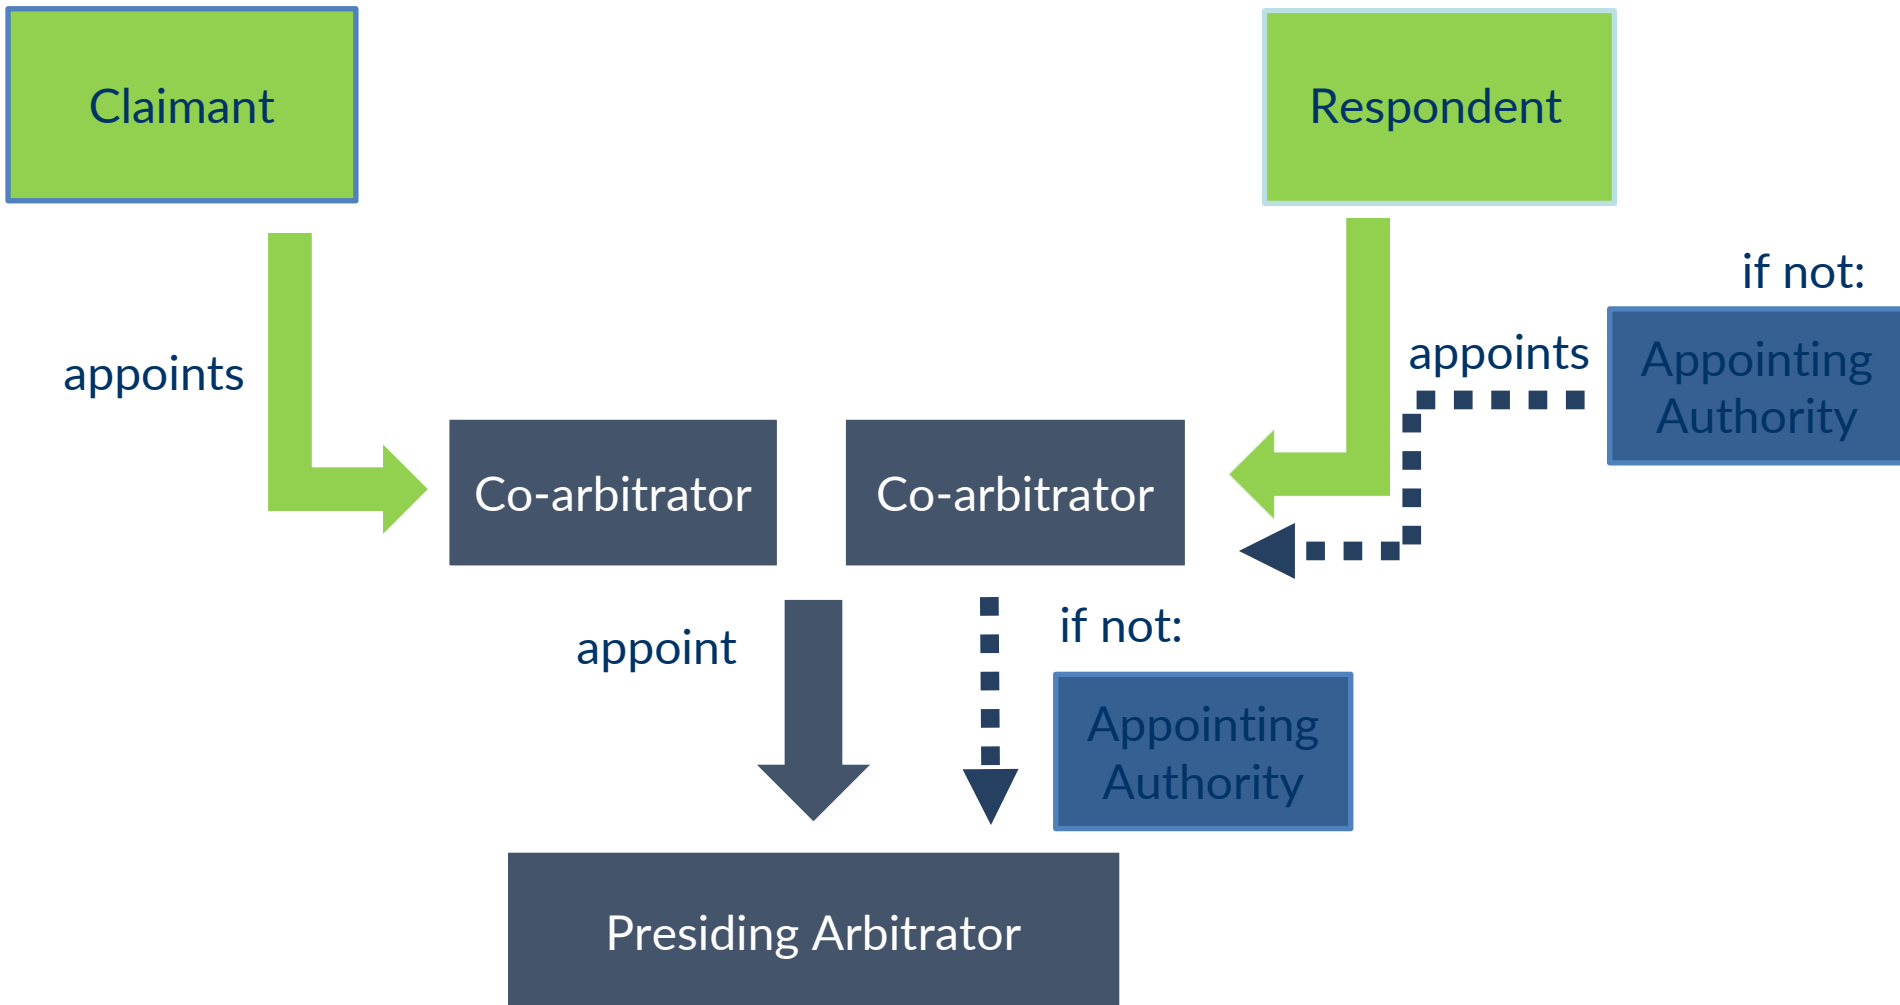 Claimant
Respondent
if not:
appoints
Appointing
Authority
appoints
Co-arbitrator
Co-arbitrator
appoint
if not:
Appointing
Authority
Presiding Arbitrator